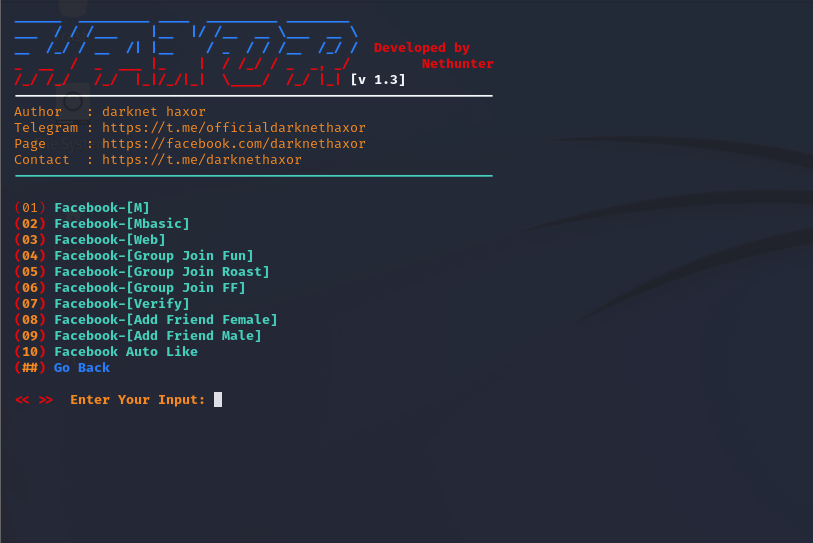 Developed by
Nethunter
[v 1.3]
Author : darknet haxor
Telegram : https://t.me/officialdarknethaxor
Page : https://facebook.com/darknethaxor
Contact : https://t.me/darknethaxor
(01) Facebook-[M]
(02) Facebook-[Mbasic]
(03) Facebook-[Web]
(04) Facebook-[Group Join Fun]
(05) Facebook-[Group Join Roast]
(06) Facebook-[Group Join FF]
(07) Facebook-[Verify]
(08) Facebook-[Add Friend Female]
(09) Facebook-[Add Friend Male]
(10) Facebook Auto Like
(##) Go Back
<< >> Enter Your Input: